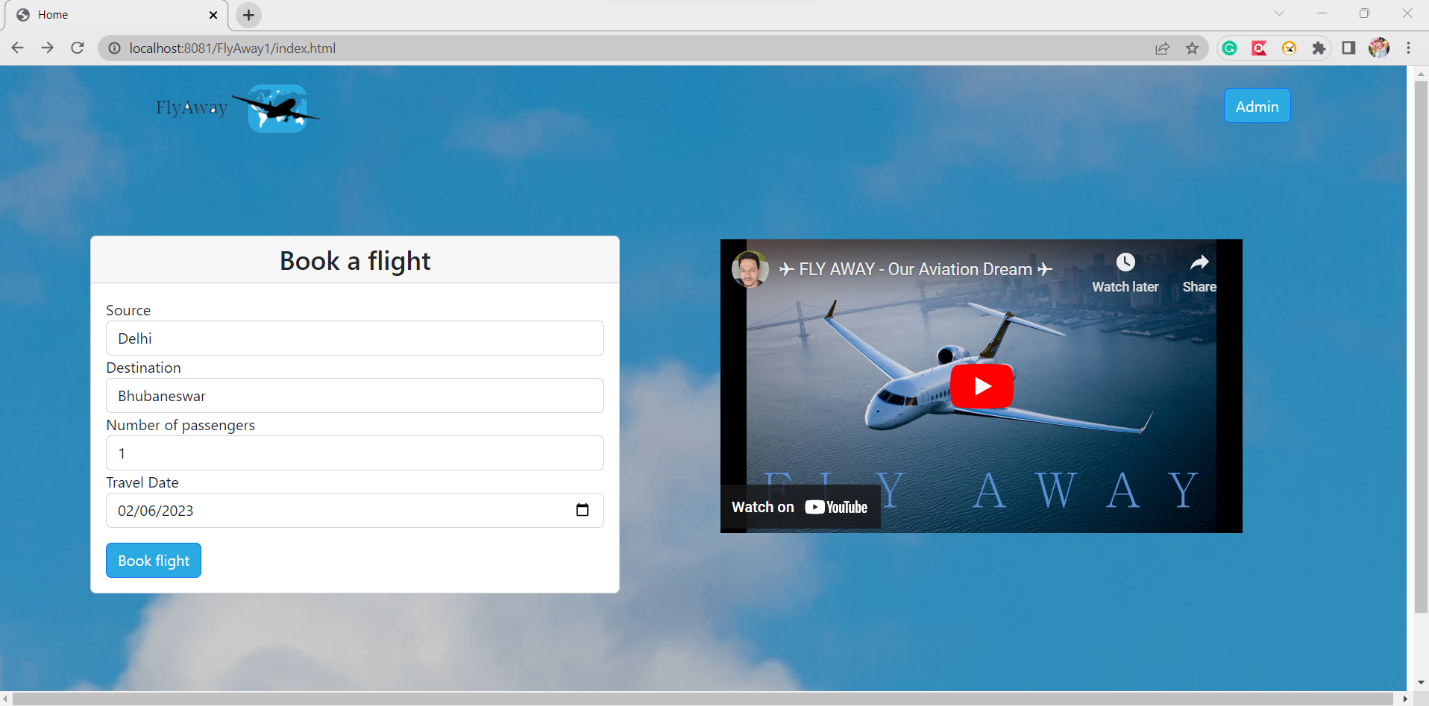 Home
localhost:8081/FlyAway1/index.html
FlyAway
Admin
Book a flight
Source
Delhi
Destination
Bhubaneswar
Number of passengers
1
Travel Date
02/06/2023
Book flight
✈ FLY AWAY - Our Aviation Dream ✈
Watch later
Share
FLY AWAY
Watch on YouTube